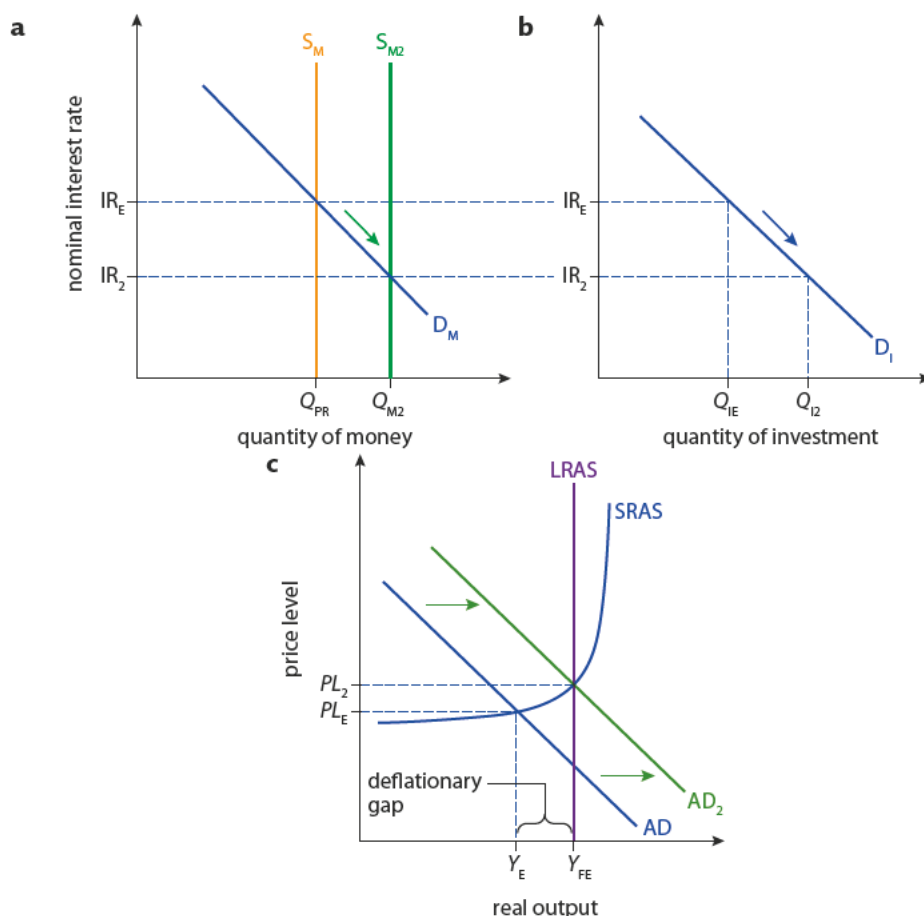 a
S_M
S_M2
nominal interest rate
IR_E
IR_2
D_M
Q_PR
Q_M2
quantity of money
b
IR_E
IR_2
D_I
Q_IE
Q_I2
quantity of investment
c
LRAS
SRAS
price level
PL_2
PL_E
deflationary
gap
AD_2
AD
Y_E
Y_FE
real output